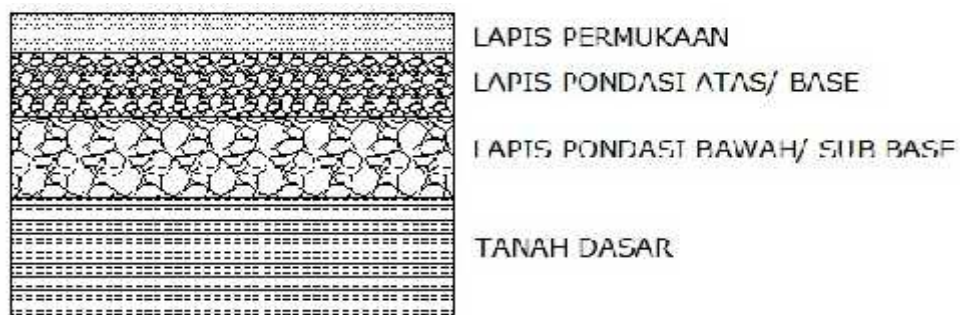 LAPIS PERMUKAAN
LAPIS PONDASI ATAS/ BASE
LAPIS PONDASI BAWAH/ SUB BASE
TANAH DASAR